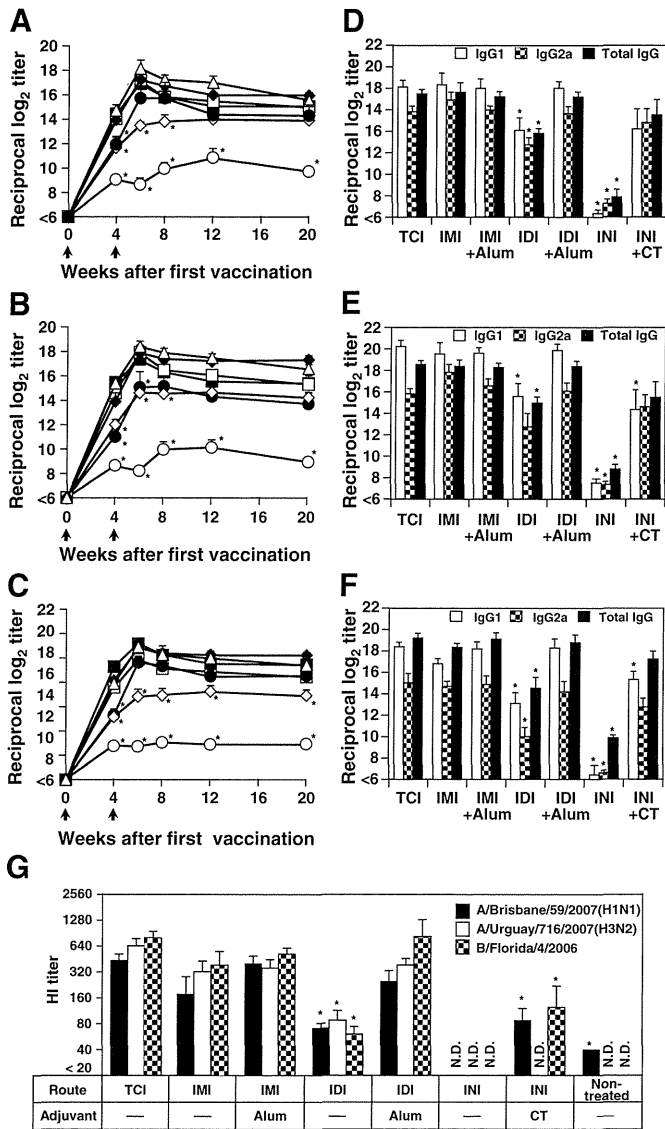 A
Reciprocal log2 titer
20
18
16
14
12
10
8
<6
0 4 8 12 16 20
Weeks after first vaccination
D
Reciprocal log2 titer
22
20
18
16
14
12
10
8
<6
IgG1 IgG2a Total IgG
* * * * * *
TCI IMI IMI +Alum IDI IDI +Alum INI INI +CT
B
Reciprocal log2 titer
20
18
16
14
12
10
8
<6
0 4 8 12 16 20
Weeks after first vaccination
E
Reciprocal log2 titer
22
20
18
16
14
12
10
8
<6
IgG1 IgG2a Total IgG
* * * * * *
TCI IMI IMI +Alum IDI IDI +Alum INI INI +CT
C
Reciprocal log2 titer
20
18
16
14
12
10
8
<6
0 4 8 12 16 20
Weeks after first vaccination
F
Reciprocal log2 titer
22
20
18
16
14
12
10
8
<6
IgG1 IgG2a Total IgG
* * * * * * *
TCI IMI IMI +Alum IDI IDI +Alum INI INI +CT
G
HI titer
2560
1280
640
320
160
80
40
< 20
A/Brisbane/59/2007(H1N1)
A/Urguay/716/2007(H3N2)
B/Florida/4/2006
* * * N.D. N.D. N.D. * N.D. * * N.D. N.D.
Route TCI IMI IMI IDI IDI INI INI Non-treated
Adjuvant — — Alum — Alum — CT —